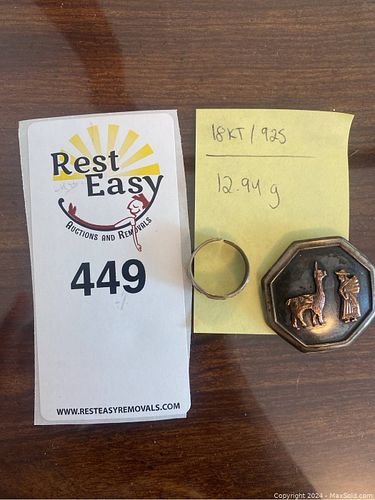 Rest
Easy
AUCTIONS AND REMOVALS
449
WWW.RESTEASYREMOVALS.COM
18KT / 925
12.94 g
Copyright 2024 - MaxSold.com